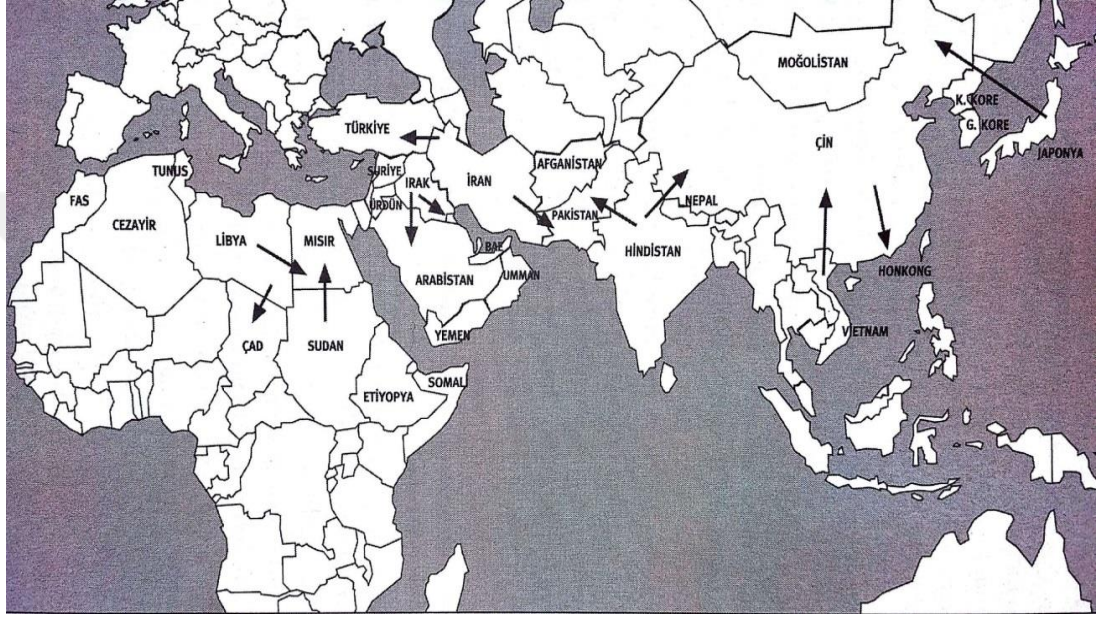 MOĞOLİSTAN
K. KORE
G. KORE
JAPONYA
TÜRKİYE
ÇİN
SURİYE
IRAK
İRAN
AFGANİSTAN
TUNUS
FAS
CEZAYİR
ÜRDÜN
PAKİSTAN
NEPAL
LİBYA
MISIR
BAE
HİNDİSTAN
HONKONG
ARABİSTAN
UMMAN
YEMEN
VİETNAM
ÇAD
SUDAN
SOMALİ
ETİYOPYA